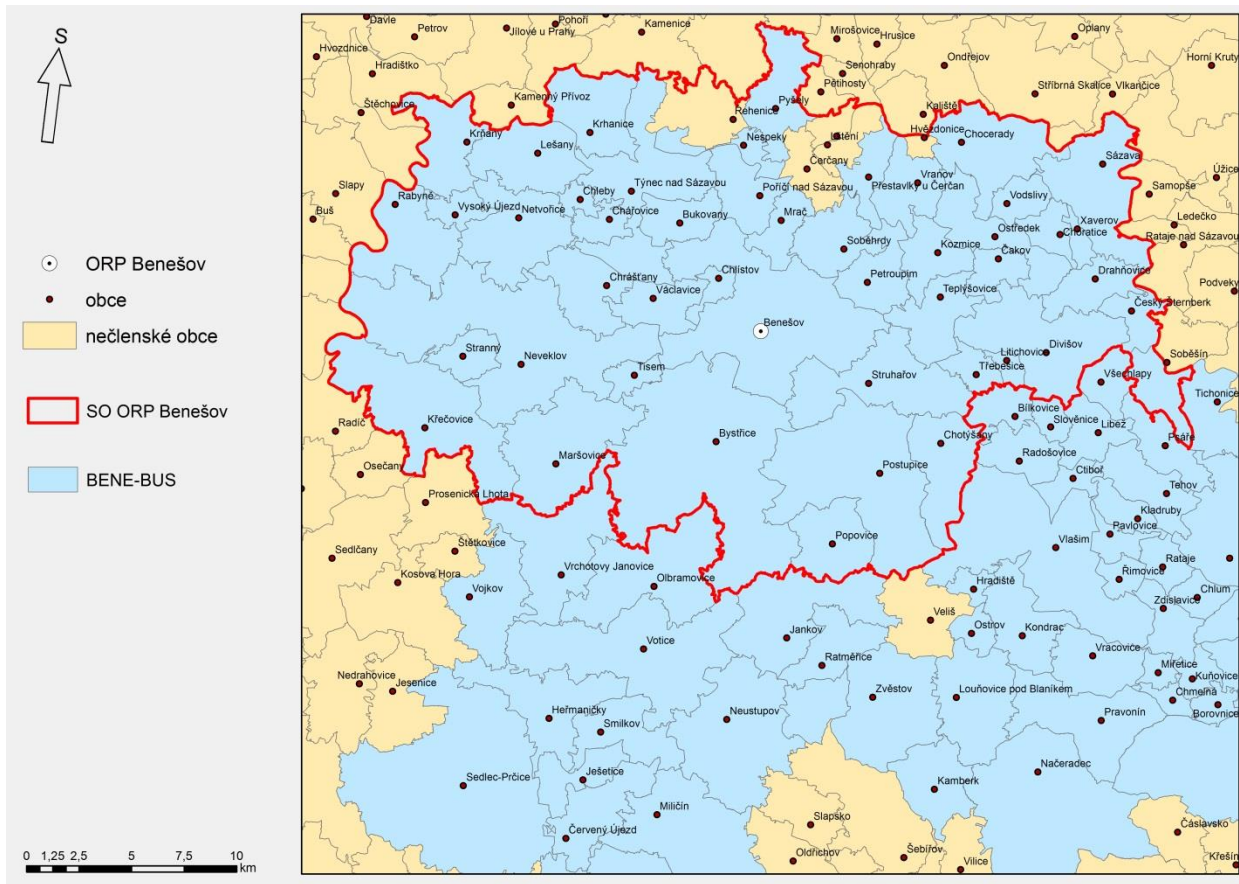 S
ORP Benešov
obce
nečlenské obce
SO ORP Benešov
BENE-BUS
0 1,25 2,5 5 7,5 10
km
Davle
Petrov
Jílové u Prahy
Pohoří
Kamenice
Mirošovice
Hrusice
Oplany
Hvozdnice
Hradištko
Senohraby
Ondřejov
Horní Kruty
Pětihosty
Stříbrná Skalice
Vlkančice
Štěchovice
Kamenný Přívoz
Řehenice
Pyšely
Kaliště
Krhanice
Krňany
Lešany
Nespeky
Lštění
Hvězdonice
Chocerady
Čerčany
Sázava
Úžice
Slapy
Týnec nad Sázavou
Poříčí nad Sázavou
Přestavlky u Čerčan
Vranov
Samopše
Buš
Rabyně
Vysoký Újezd
Netvořice
Chleby
Chářovice
Bukovany
Mrač
Vodslivy
Ledečko
Xaverov
Ostředek
Choratice
Rataje nad Sázavou
Soběhrdy
Kozmice
Čakov
Chrášťany
Václavice
Chlístov
Petroupim
Teplýšovice
Drahňovice
Podveky
Český Šternberk
Benešov
Stranný
Neveklov
Tisem
Struhařov
Litichovice
Divišov
Třebešice
Soběšín
Všechlapy
Tichonice
Radíč
Křečovice
Bystřice
Chotýšany
Bílkovice
Slověnice
Libež
Psáře
Osečany
Maršovice
Postupice
Radošovice
Ctiboř
Tehov
Prosenická Lhota
Kladruby
Pavlovice
Sedlčany
Štětkovice
Popovice
Vlašim
Kosova Hora
Vrchotovy Janovice
Olbramovice
Hradiště
Rataje
Římovice
Chlum
Zdislavice
Vojkov
Veliš
Ostrov
Kondrac
Votice
Jankov
Ratměřice
Vracovice
Miřetice
Kuňovice
Nedrahovice
Jesenice
Zvěstov
Louňovice pod Blaníkem
Chmelná
Borovnice
Heřmaničky
Smilkov
Neustupov
Pravonín
Sedlec-Prčice
Ješetice
Kamberk
Načeradec
Miličín
Červený Újezd
Slapsko
Čáslavsko
Oldřichov
Šebířov
Vilice
Křešín